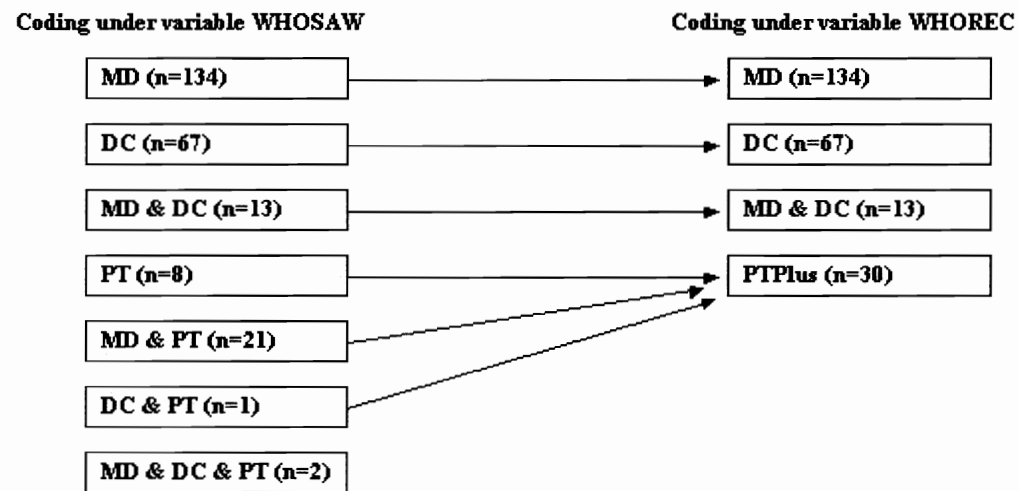 Coding under variable WHOSAW
Coding under variable WHOREC
MD (n=134)
MD (n=134)
DC (n=67)
DC (n=67)
MD & DC (n=13)
MD & DC (n=13)
PT (n=8)
PTPlus (n=30)
MD & PT (n=21)
DC & PT (n=1)
MD & DC & PT (n=2)